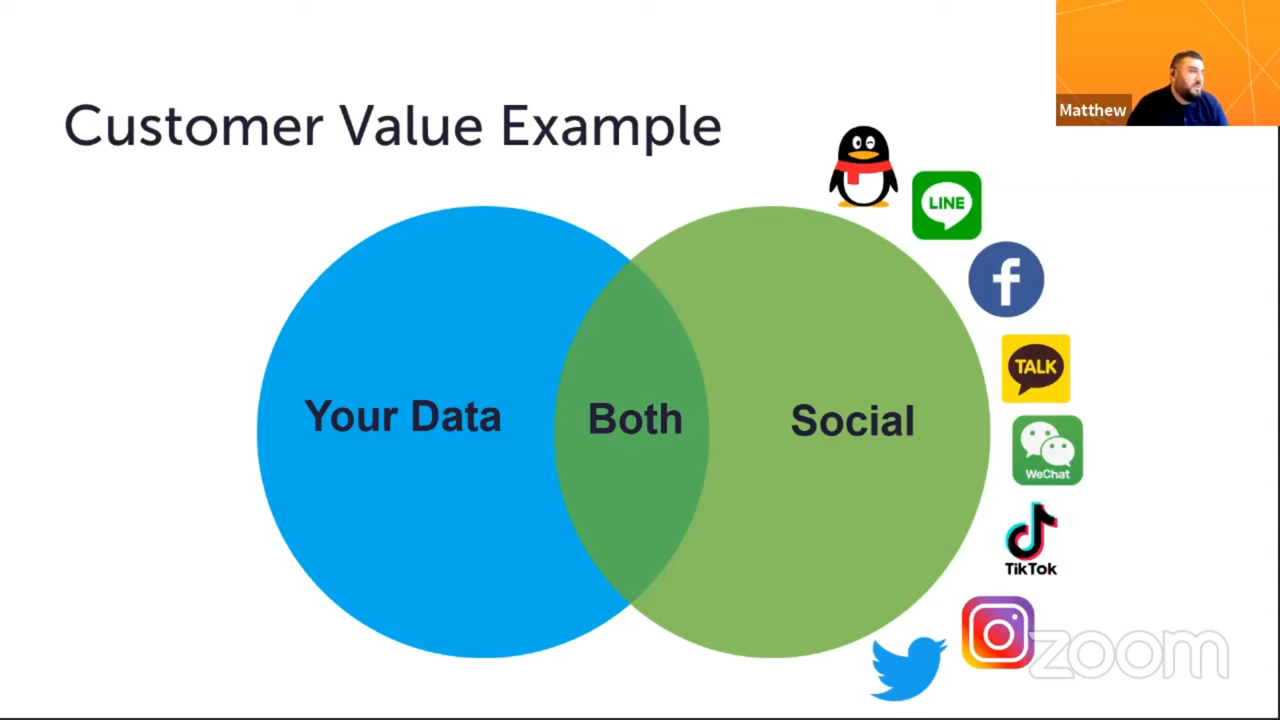 Matthew
Customer Value Example
LINE
f
TALK
Your Data
Both
Social
WeChat
TikTok
zoom